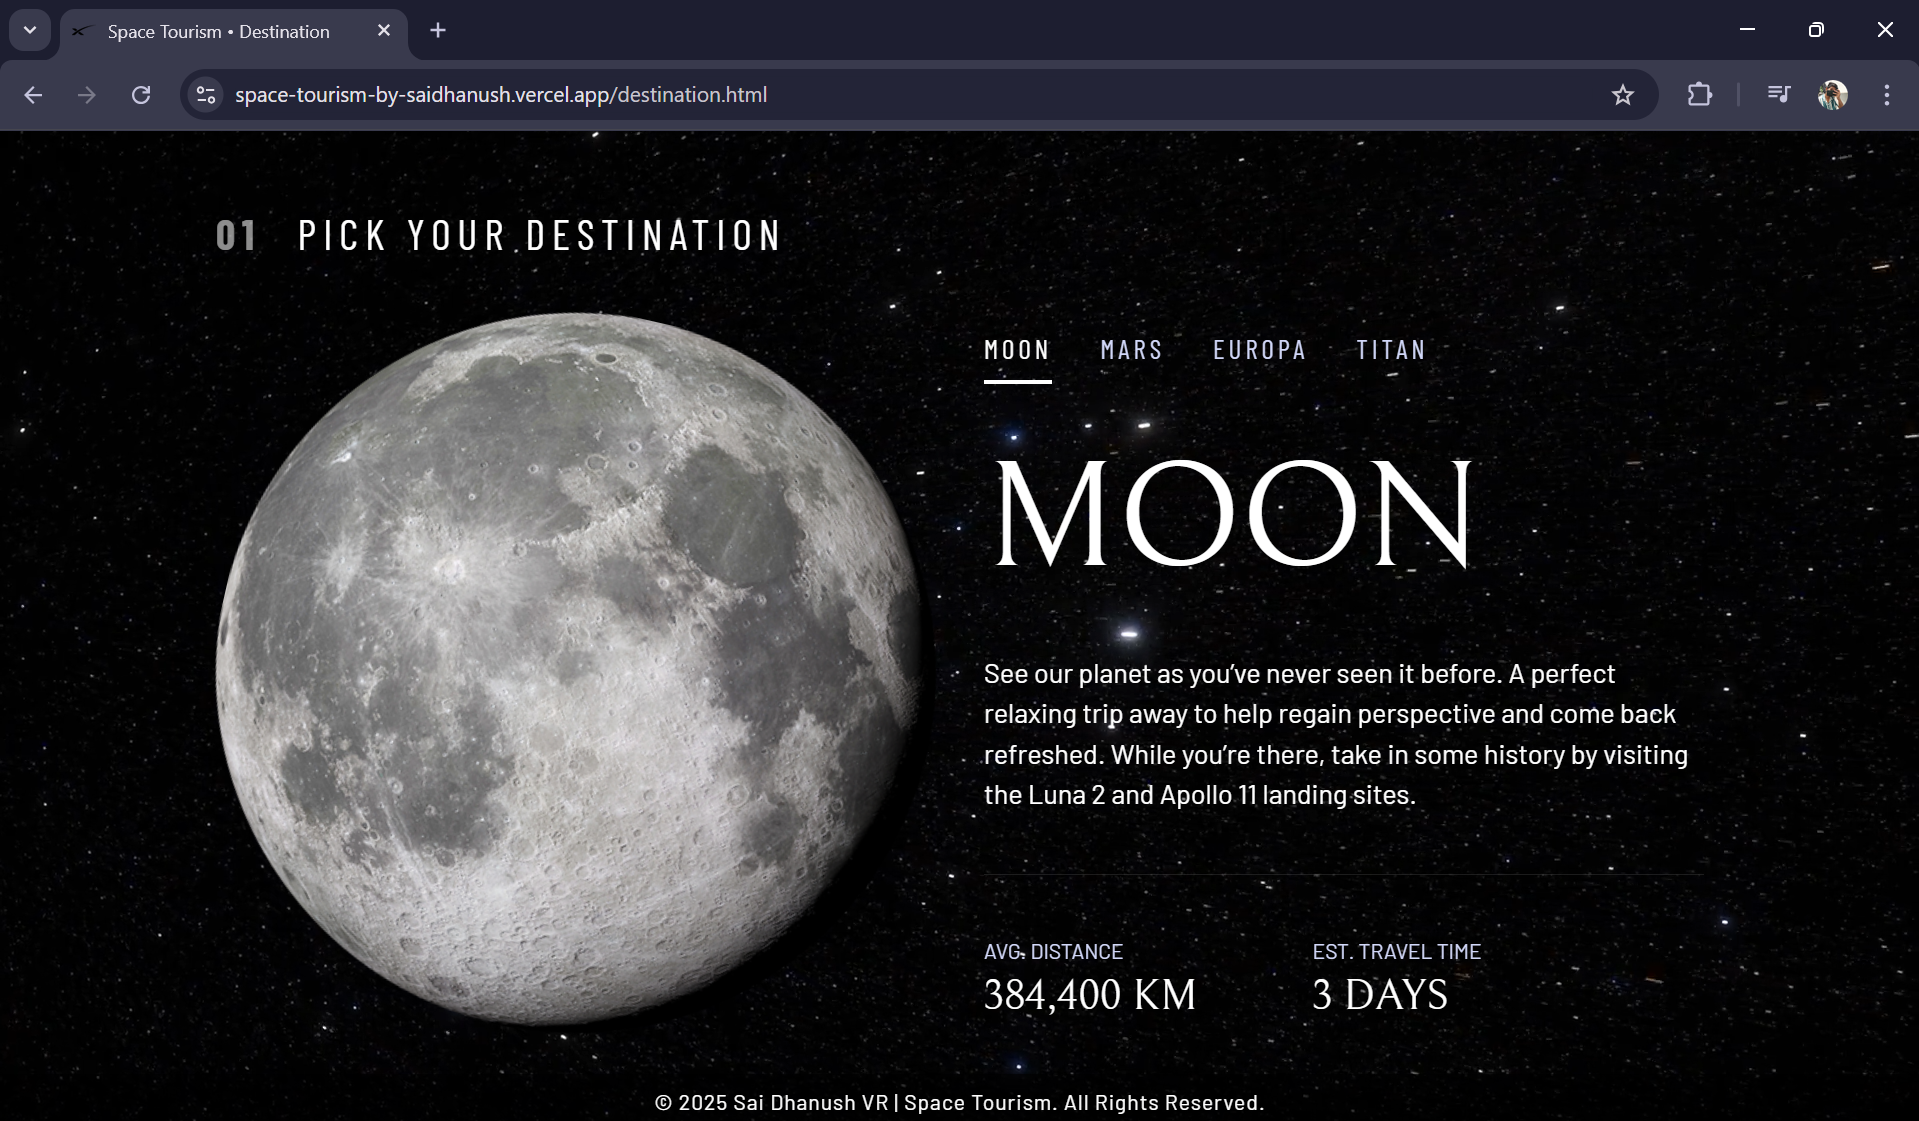 Space Tourism • Destination
space-tourism-by-saidhanush.vercel.app/destination.html
01 PICK YOUR DESTINATION
MOON MARS EUROPA TITAN
MOON
See our planet as you’ve never seen it before. A perfect
relaxing trip away to help regain perspective and come back
refreshed. While you’re there, take in some history by visiting
the Luna 2 and Apollo 11 landing sites.
AVG. DISTANCE EST. TRAVEL TIME
384,400 KM 3 DAYS
© 2025 Sai Dhanush VR | Space Tourism. All Rights Reserved.